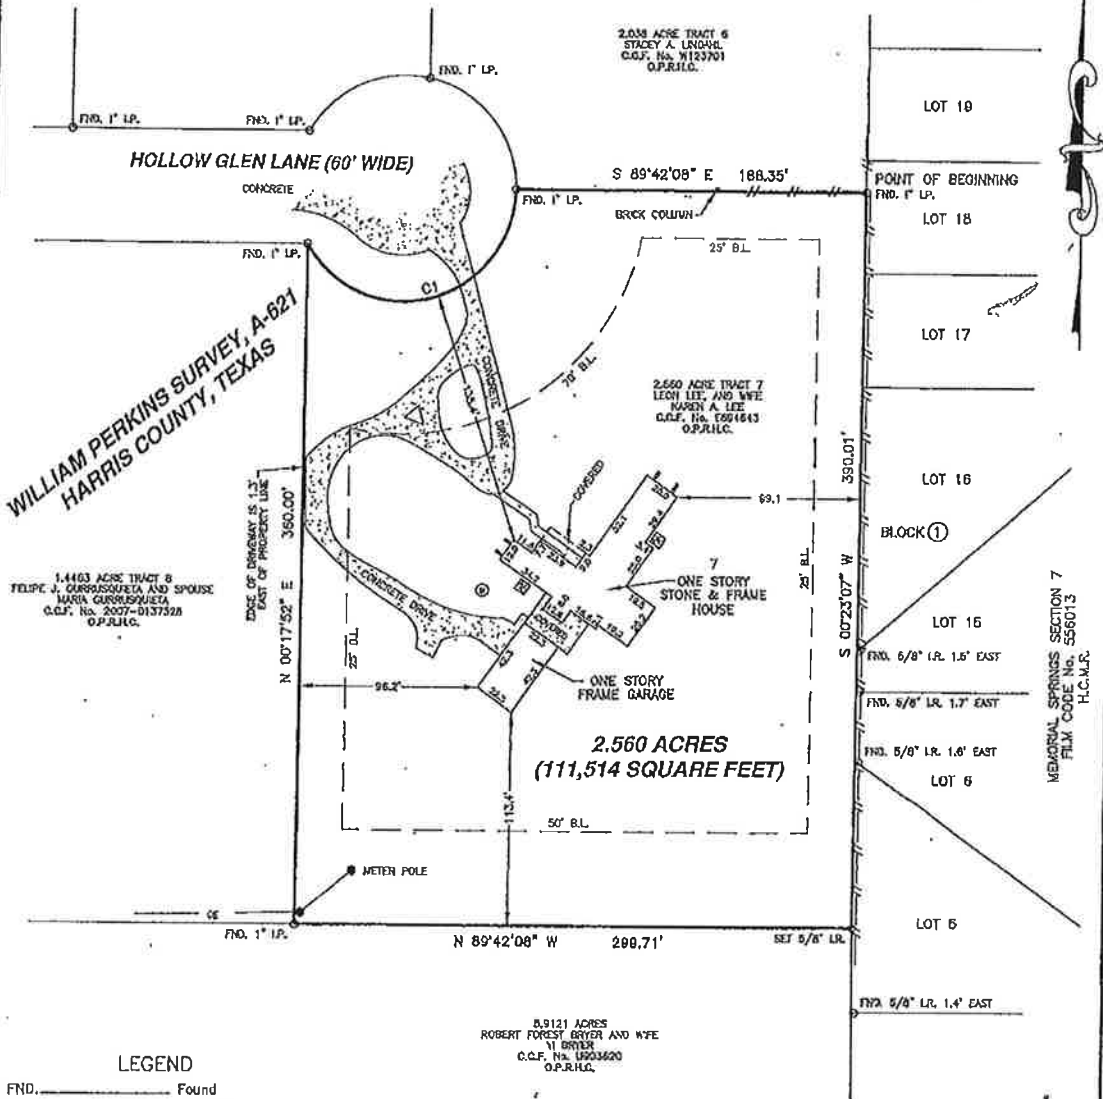 2.038 ACRE TRACT 6
STACEY A. LINDAHL
C.C.F. No. W123701
O.P.R.H.C.
LOT 19
FND. 1" I.P.
FND. 1" I.P.
FND. 1" I.P.
HOLLOW GLEN LANE (60' WIDE)
CONCRETE
S 89°42'08" E 188.35'
POINT OF BEGINNING
FND. 1" I.P.
FND. 1" I.P.
BRICK COLUMN
LOT 18
FND. 1" I.P.
25' B.L.
C1
LOT 17
WILLIAM PERKINS SURVEY, A-621
HARRIS COUNTY, TEXAS
70' B.L.
CONCRETE
DRIVE
2.560 ACRE TRACT 7
LEON LEE, AND WIFE
KAREN A. LEE
O.P.R.H.C.
390.01'
S 00°23'07" W
LOT 16
COVERED
69.1
EDGE OF DRIVEWAY IS 1.3'
EAST OF PROPERTY LINE
N 00°17'52" E 360.00'
BLOCK 1
1.4403 ACRE TRACT 8
FELIPE J. GURRUSQUIETA AND SPOUSE
MARIA GURRUSQUIETA
C.C.F. No. 2007-0137328
O.P.R.H.C.
CONCRETE DRIVE
7
ONE STORY
STONE & FRAME
HOUSE
25' B.L.
LOT 15
FND. 5/8" I.R. 1.5' EAST
COVERED
25' B.L.
96.2'
ONE STORY
FRAME GARAGE
FND. 5/8" I.R. 1.7' EAST
MEMORIAL SPRINGS SECTION 7
FILM CODE No. 556013
H.C.M.R.
2.560 ACRES
(111,514 SQUARE FEET)
FND. 5/8" I.R. 1.6' EAST
LOT 6
113.4'
50' B.L.
METER POLE
OE
FND. 1" I.P.
N 89°42'08" W 299.71'
SET 5/8" I.R.
LOT 5
FND. 5/8" I.R. 1.4' EAST
5.9121 ACRES
ROBERT FOREST BRYER AND WIFE
BRYER
O.P.R.H.C.
LEGEND
FND. Found